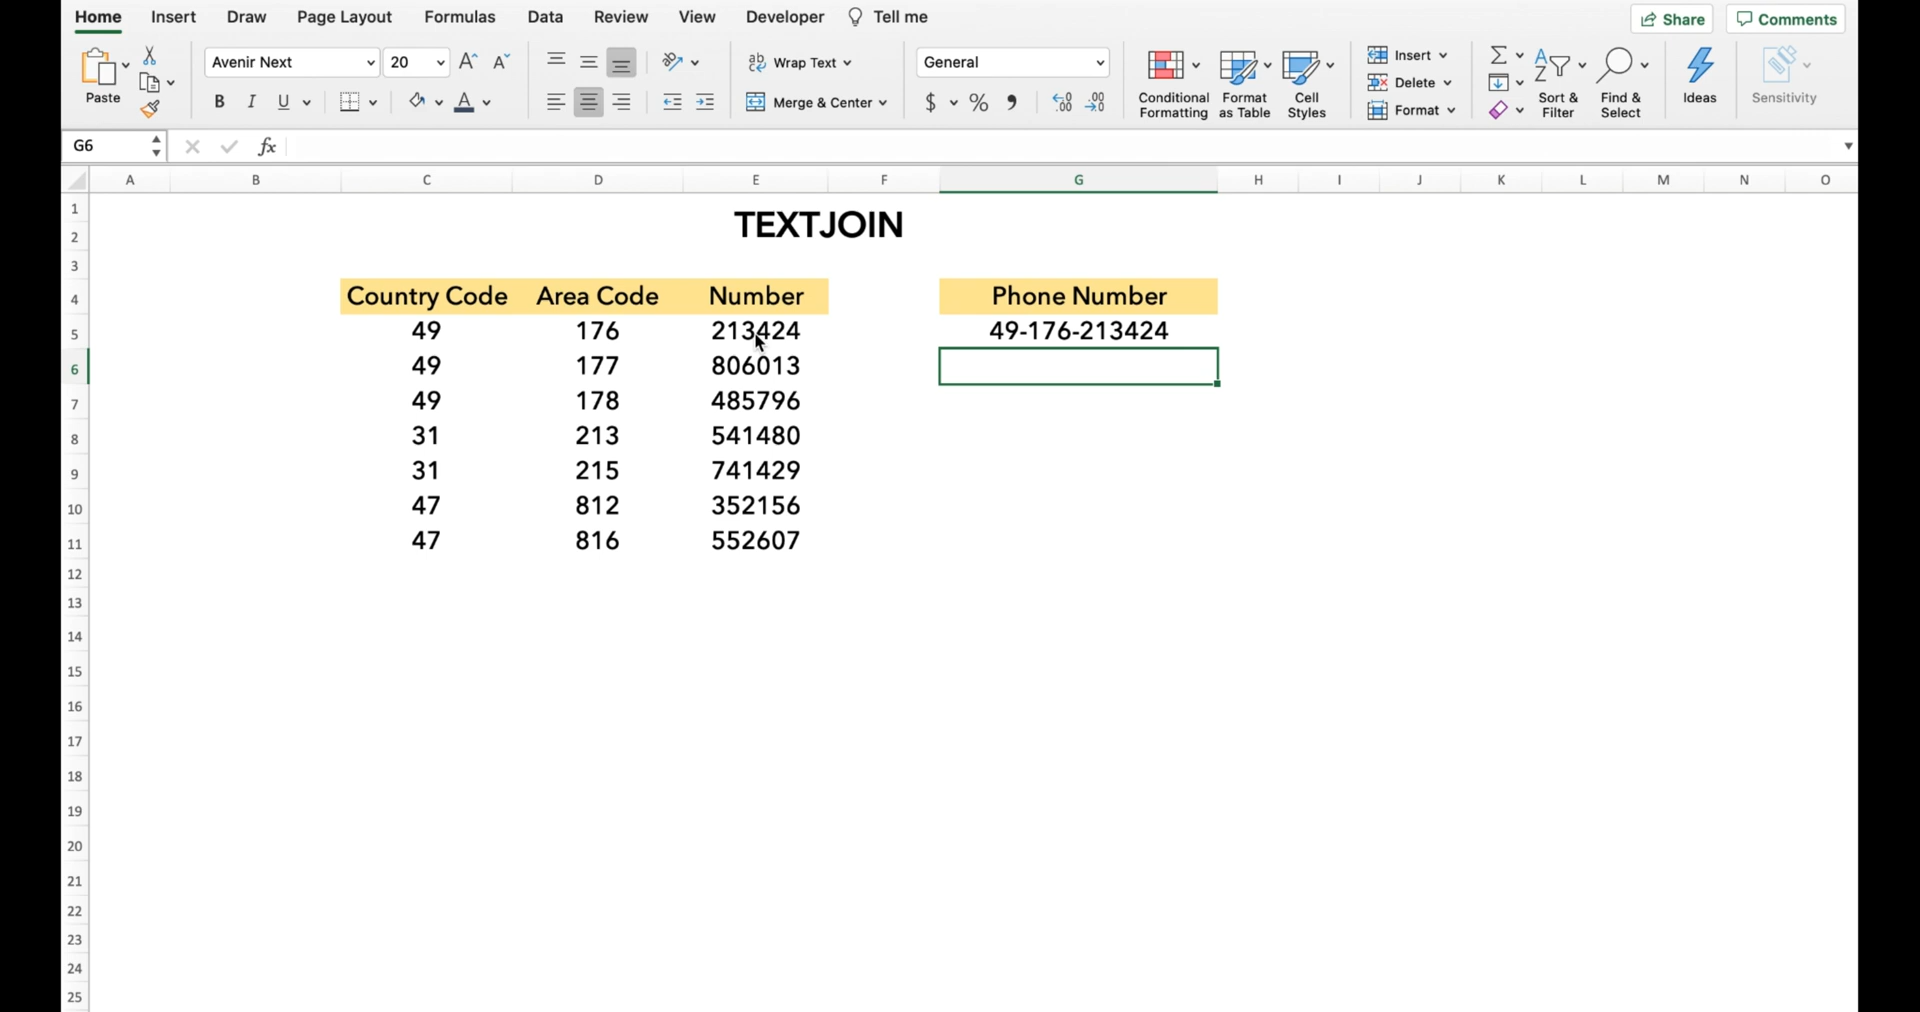 Home Insert Draw Page Layout Formulas Data Review View Developer Tell me Share Comments
Paste Avenir Next 20 A A ab Wrap Text General Conditional Formatting Format as Table Cell Styles Insert Delete Format Sort & Filter Find & Select Ideas Sensitivity
B I U A Merge & Center $ %
G6 fx
A B C D E F G H I J K L M N O
1
TEXTJOIN
2
3
4 Country Code Area Code Number Phone Number
5 49 176 213424 49-176-213424
6 49 177 806013
7 49 178 485796
8 31 213 541480
9 31 215 741429
10 47 812 352156
11 47 816 552607
12
13
14
15
16
17
18
19
20
21
22
23
24
25